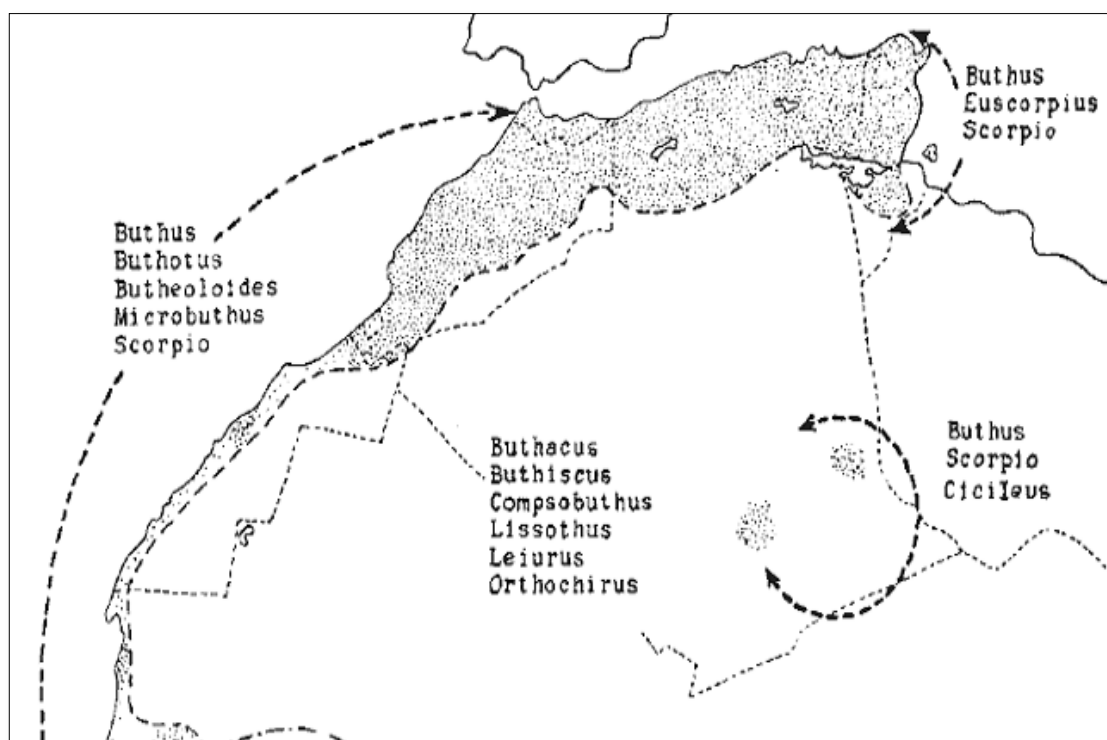 Buthus
Euscorpius
Scorpio
Buthus
Buthotus
Butheoloides
Microbuthus
Scorpio
Buthacus
Buthiscus
Compsobuthus
Lissothus
Leiurus
Orthochirus
Buthus
Scorpio
Cicileus